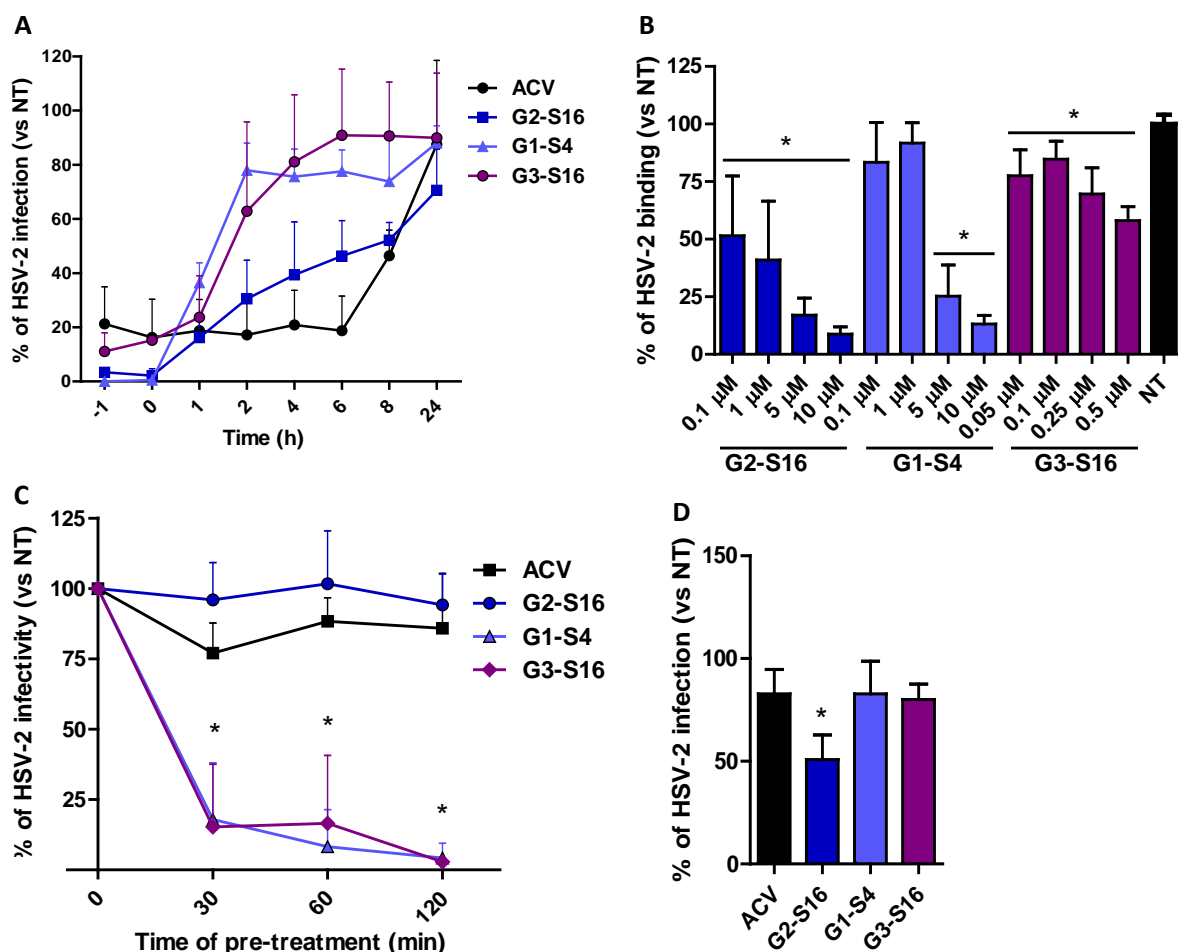 A
% of HSV-2 infection (vs NT)
120
100
80
60
40
20
0
-1
0
1
2
4
6
8
24
Time (h)
ACV
G2-S16
G1-S4
G3-S16
B
% of HSV-2 binding (vs NT)
125
100
75
50
25
0
*
*
*
0.1 µM
1 µM
5 µM
10 µM
0.1 µM
1 µM
5 µM
10 µM
0.05 µM
0.1 µM
0.25 µM
0.5 µM
NT
G2-S16
G1-S4
G3-S16
C
% of HSV-2 infectivity (vs NT)
125
100
75
50
25
*
*
*
0
30
60
120
Time of pre-treatment (min)
ACV
G2-S16
G1-S4
G3-S16
D
% of HSV-2 infection (vs NT)
150
100
50
0
*
ACV
G2-S16
G1-S4
G3-S16